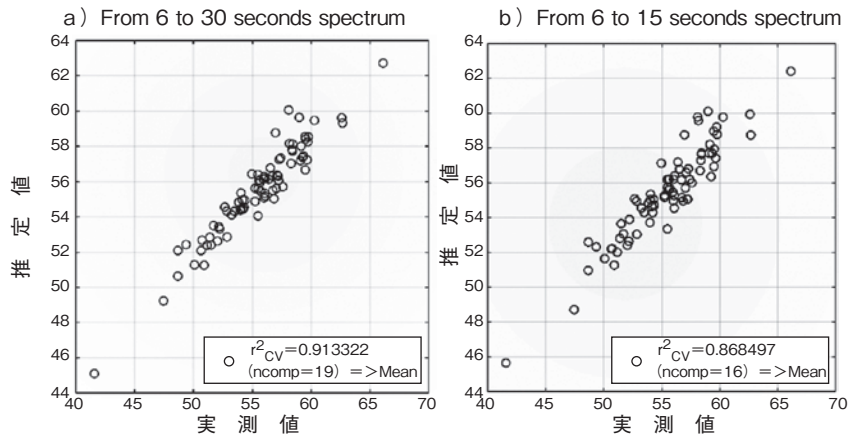 a）From 6 to 30 seconds spectrum
64
62
60
58
56
54
52
50
48
46
44
40 45 50 55 60 65 70
推定値
実測値
r²CV＝0.913322
（ncomp＝19）＝＞Mean
b）From 6 to 15 seconds spectrum
64
62
60
58
56
54
52
50
48
46
44
40 45 50 55 60 65 70
推定値
実測値
r²CV＝0.868497
（ncomp＝16）＝＞Mean